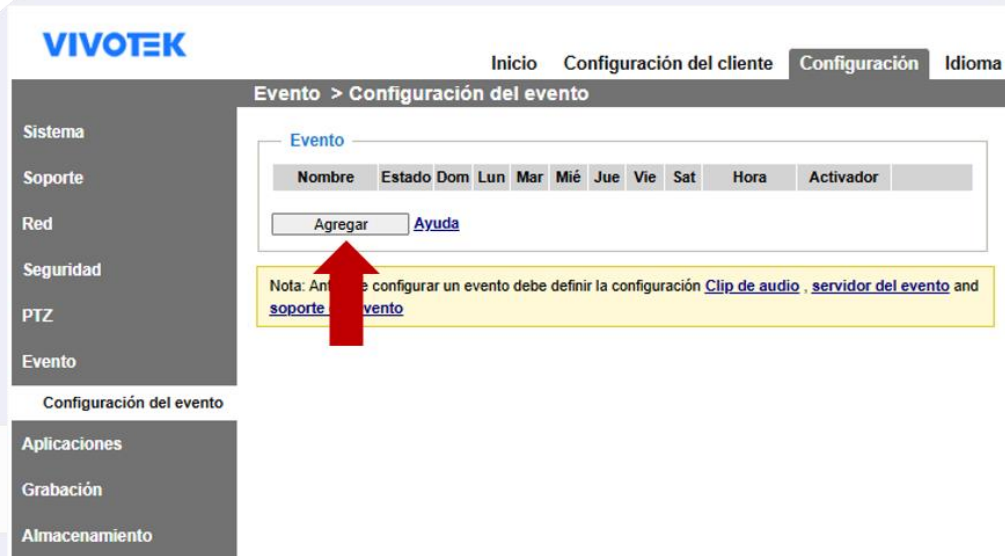 VIVOTEK
Inicio Configuración del cliente Configuración Idioma
Evento > Configuración del evento
Sistema
Soporte
Red
Seguridad
PTZ
Evento
Configuración del evento
Aplicaciones
Grabación
Almacenamiento
Evento
Nombre Estado Dom Lun Mar Mié Jue Vie Sat Hora Activador
Agregar Ayuda
Nota: An e configurar un evento debe definir la configuración Clip de audio , servidor del evento and
soporte vento